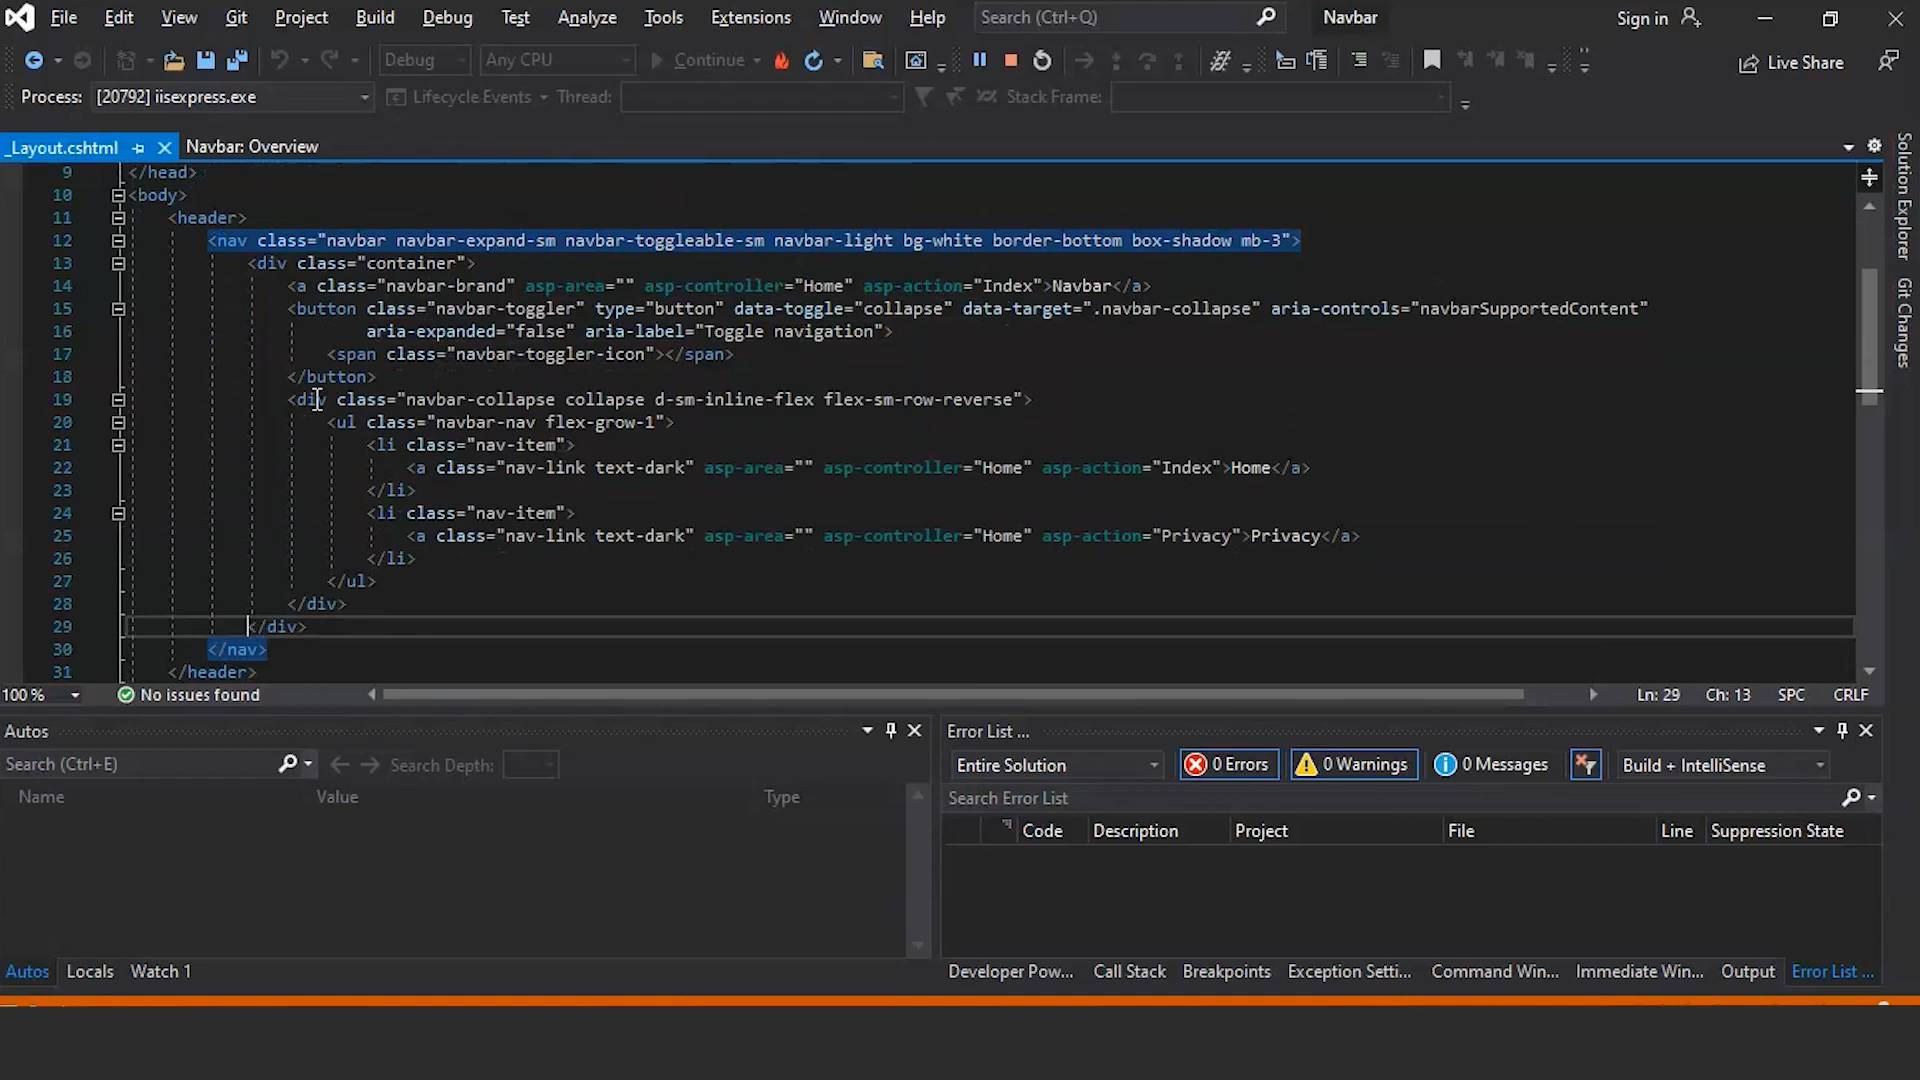 File Edit View Git Project Build Debug Test Analyze Tools Extensions Window Help Search (Ctrl+Q) Navbar Sign in
Debug Any CPU Continue Live Share
Process: [20792] iisexpress.exe Lifecycle Events Thread: Stack Frame:
_Layout.cshtml Navbar: Overview
Solution Explorer
Git Changes
9 </head>
10 <body>
11 <header>
12 <nav class="navbar navbar-expand-sm navbar-toggleable-sm navbar-light bg-white border-bottom box-shadow mb-3">
13 <div class="container">
14 <a class="navbar-brand" asp-area="" asp-controller="Home" asp-action="Index">Navbar</a>
15 <button class="navbar-toggler" type="button" data-toggle="collapse" data-target=".navbar-collapse" aria-controls="navbarSupportedContent"
16 aria-expanded="false" aria-label="Toggle navigation">
17 <span class="navbar-toggler-icon"></span>
18 </button>
19 <div class="navbar-collapse collapse d-sm-inline-flex flex-sm-row-reverse">
20 <ul class="navbar-nav flex-grow-1">
21 <li class="nav-item">
22 <a class="nav-link text-dark" asp-area="" asp-controller="Home" asp-action="Index">Home</a>
23 </li>
24 <li class="nav-item">
25 <a class="nav-link text-dark" asp-area="" asp-controller="Home" asp-action="Privacy">Privacy</a>
26 </li>
27 </ul>
28 </div>
29 </div>
30 </nav>
31 </header>
100 % No issues found Ln: 29 Ch: 13 SPC CRLF
Autos
Search (Ctrl+E) Search Depth:
Name Value Type
Autos Locals Watch 1
Error List ...
Entire Solution 0 Errors 0 Warnings 0 Messages Build + IntelliSense
Search Error List
Code Description Project File Line Suppression State
Developer Pow... Call Stack Breakpoints Exception Setti... Command Win... Immediate Win... Output Error List ...